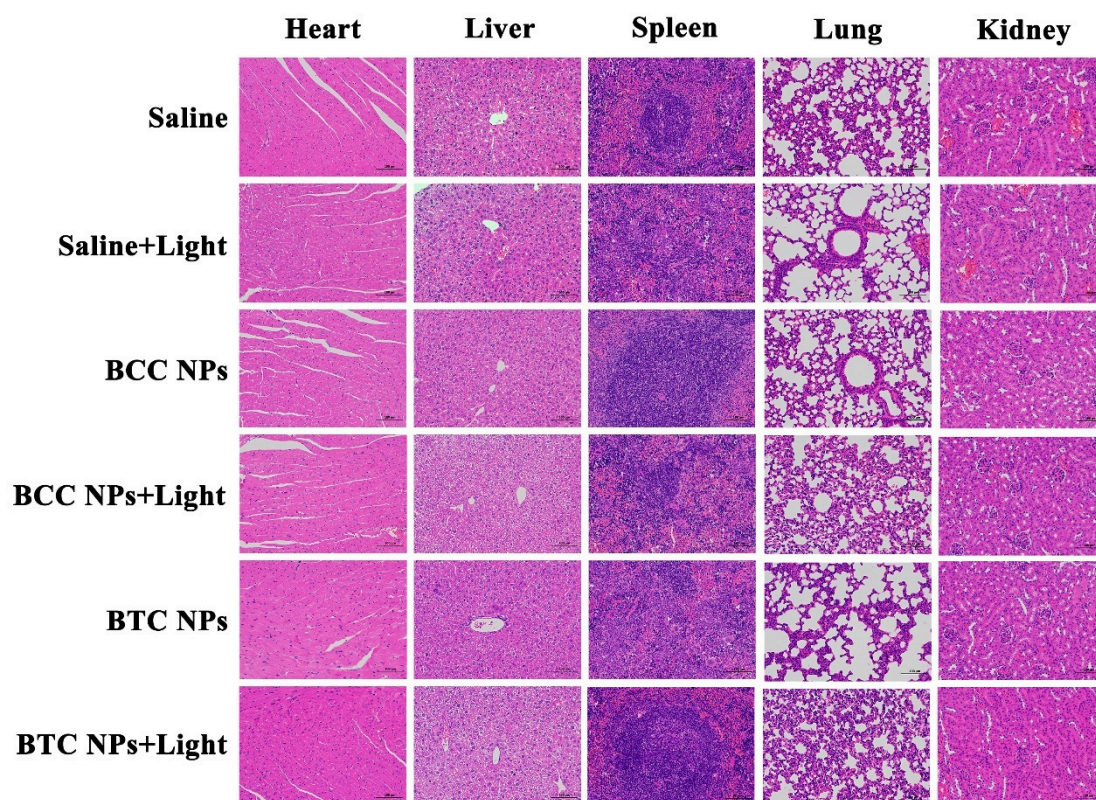 Heart Liver Spleen Lung Kidney
Saline
Saline+Light
BCC NPs
BCC NPs+Light
BTC NPs
BTC NPs+Light